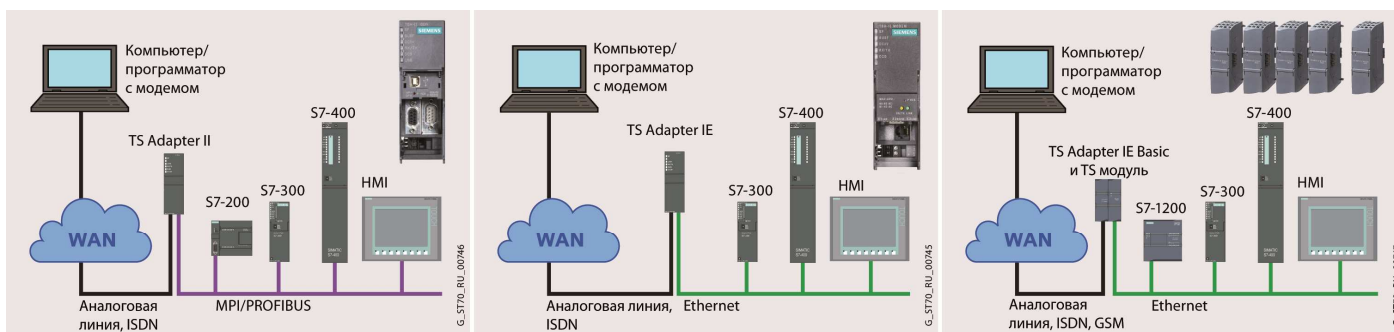 Компьютер/
программатор
с модемом
SIEMENS
S7-400
TS Adapter II
S7-200
S7-300
HMI
WAN
Аналоговая
линия, ISDN
MPI/PROFIBUS
G_ST70_RU_00746
Компьютер/
программатор
с модемом
SIEMENS
S7-400
TS Adapter IE
S7-300
HMI
WAN
Аналоговая линия,
ISDN
Ethernet
G_ST70_RU_00745
Компьютер/
программатор
с модемом
S7-400
TS Adapter IE Basic
и TS модуль
S7-1200
S7-300
HMI
WAN
Аналоговая
линия, ISDN, GSM
Ethernet